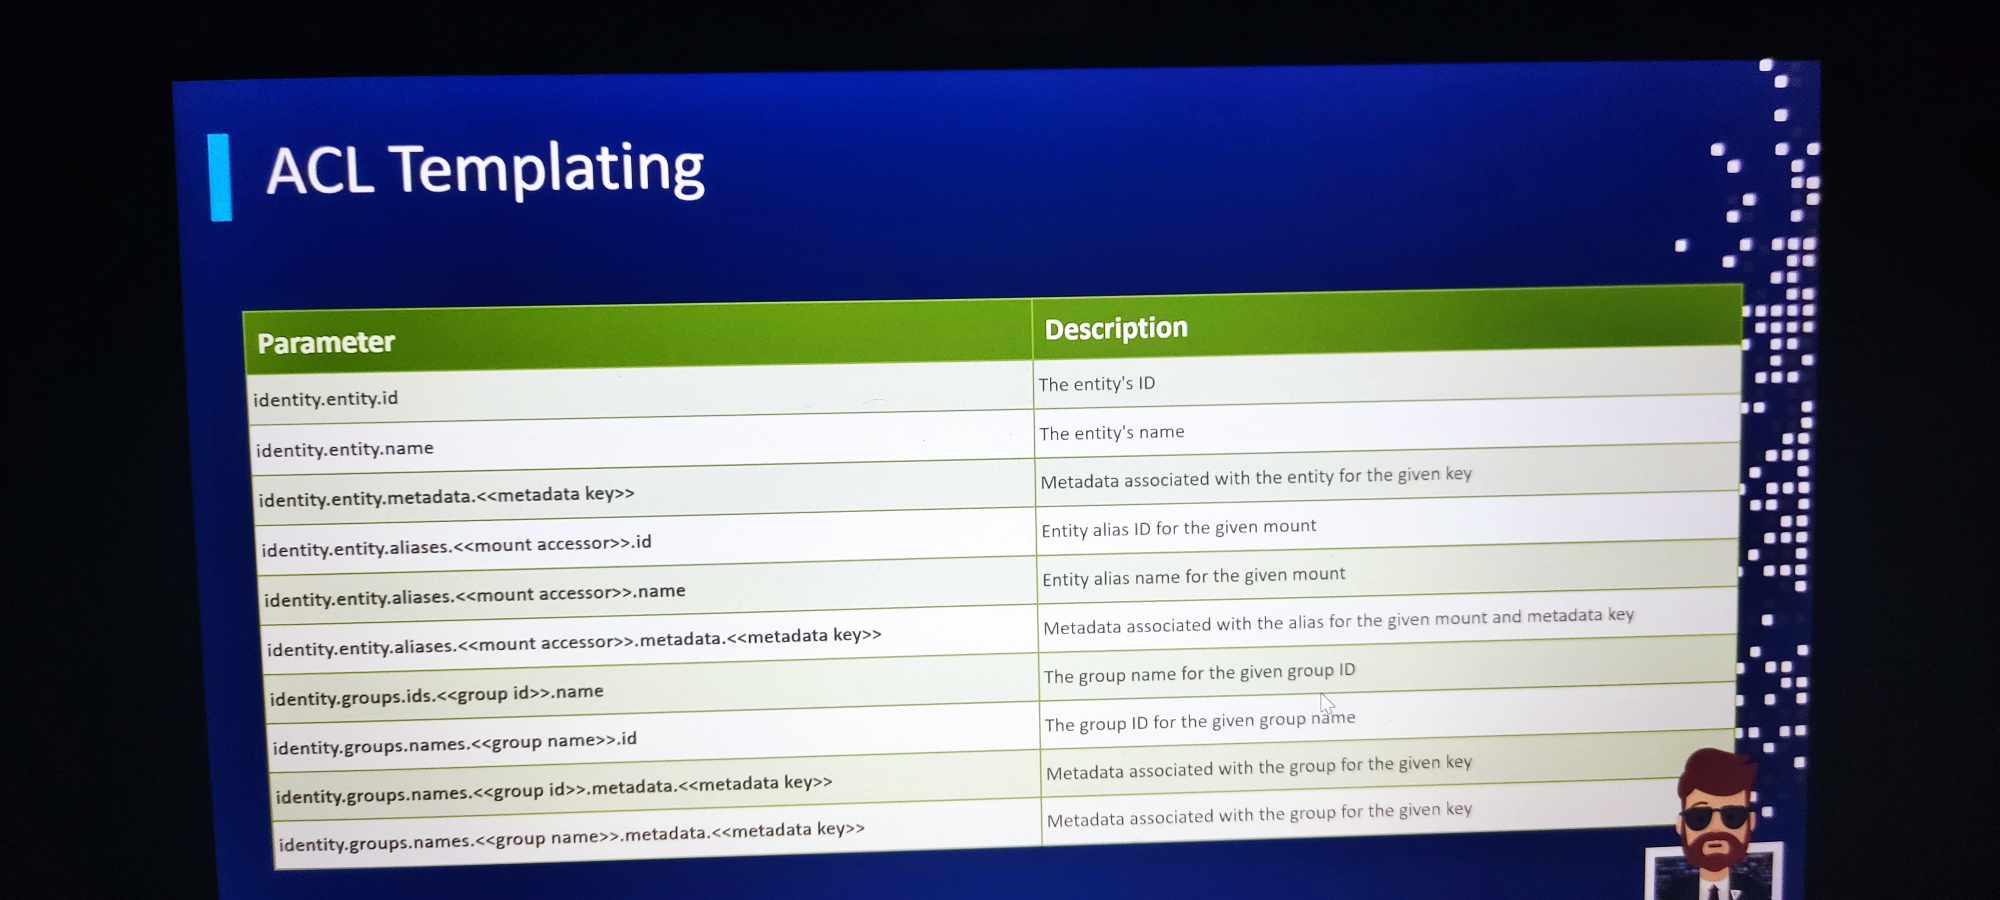 ACL Templating
Parameter Description
identity.entity.id The entity's ID
identity.entity.name The entity's name
identity.entity.metadata.<<metadata key>> Metadata associated with the entity for the given key
identity.entity.aliases.<<mount accessor>>.id Entity alias ID for the given mount
identity.entity.aliases.<<mount accessor>>.name Entity alias name for the given mount
identity.entity.aliases.<<mount accessor>>.metadata.<<metadata key>> Metadata associated with the alias for the given mount and metadata key
identity.groups.ids.<<group id>>.name The group name for the given group ID
identity.groups.names.<<group name>>.id The group ID for the given group name
identity.groups.names.<<group id>>.metadata.<<metadata key>> Metadata associated with the group for the given key
identity.groups.names.<<group name>>.metadata.<<metadata key>> Metadata associated with the group for the given key